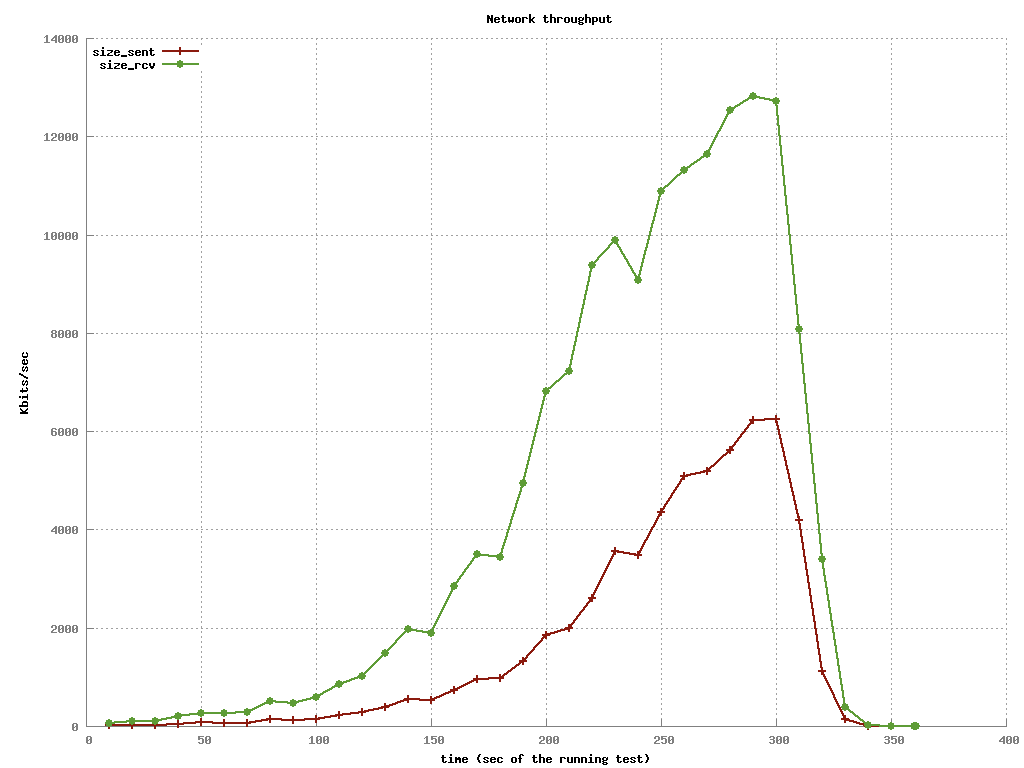 Network throughput
14000
size_sent
size_rcv
12000
10000
8000
Kbits/sec
6000
4000
2000
0
0 50 100 150 200 250 300 350 400
time (sec of the running test)